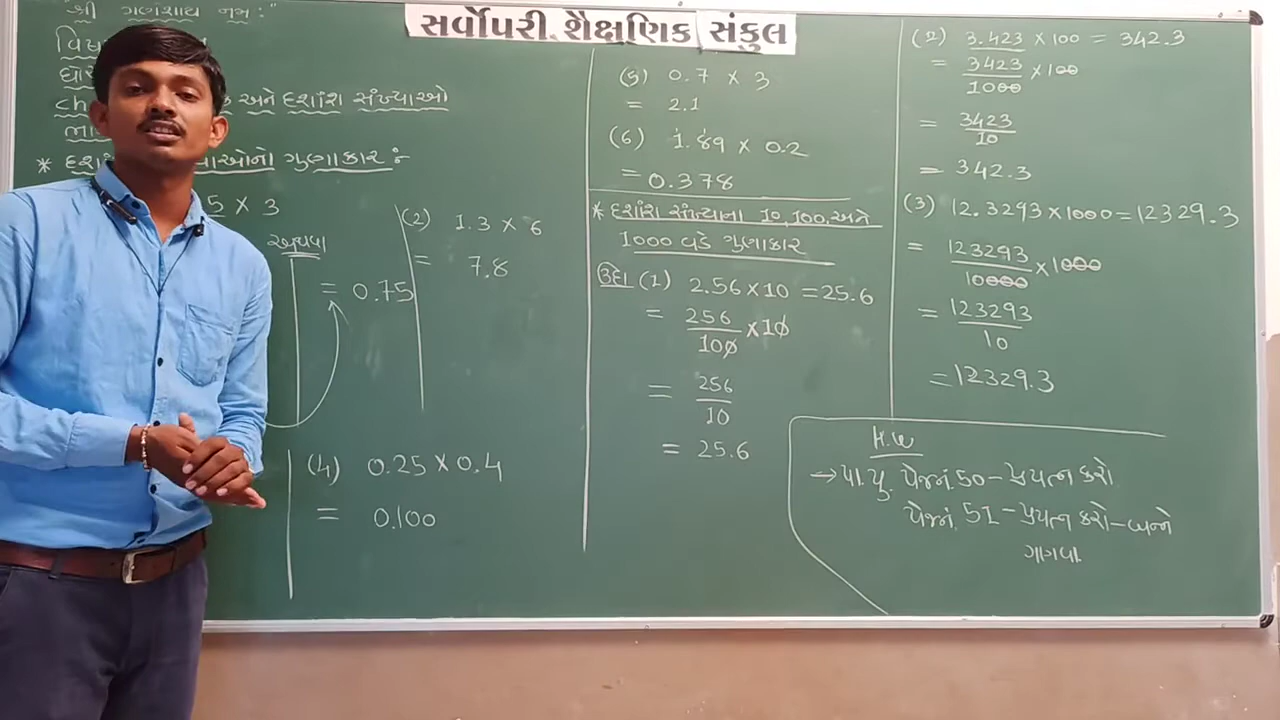 સર્વોપરી શૈક્ષણિક સંકુલ
શ્રી ગણેશાય નમઃ"
અને દશાંશ સંખ્યાઓ
* ગુણાકાર :-
5 X 3
અથવા
= 0.75
(2) 1.3 X 6
= 7.8
(4) 0.25 X 0.4
= 0.100
(5) 0.7 X 3
= 2.1
(6) 1.89 X 0.2
= 0.378
* દશાંશ સંખ્યાના 10, 100, અને
1000 વડે ગુણાકાર
ઉદા (1) 2.56 X 10 = 25.6
= 256/100 X 10
= 256/10
= 25.6
(2) 3.423 X 100 = 342.3
= 3423/1000 X 100
= 3423/10
= 342.3
(3) 12.3293 X 1000 = 12329.3
= 123293/10000 X 1000
= 123293/10
= 12329.3
H.W
→ પા.પુ. પેજનં. 50 - પ્રયત્ન કરો
પેજનં. 51 - પ્રયત્ન કરો -